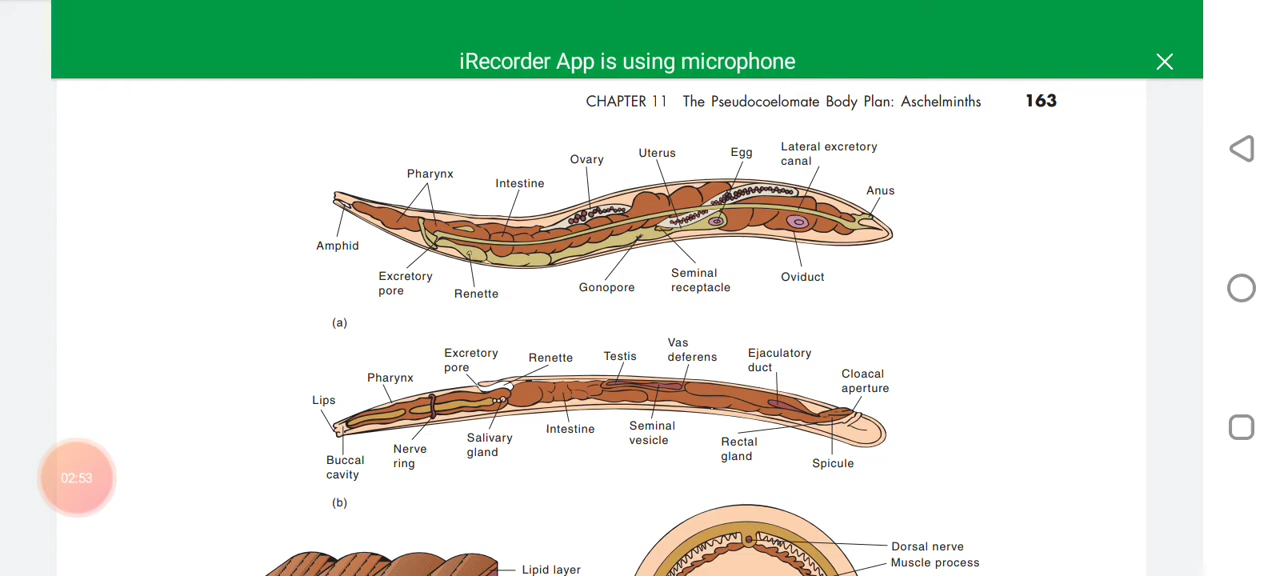 iRecorder App is using microphone
CHAPTER 11 The Pseudocoelomate Body Plan: Aschelminths 163
Ovary
Uterus
Egg
Lateral excretory
canal
Pharynx
Intestine
Anus
Amphid
Excretory
pore
Renette
Gonopore
Seminal
receptacle
Oviduct
(a)
Excretory
pore
Renette
Testis
Vas
deferens
Ejaculatory
duct
Pharynx
Cloacal
aperture
Lips
Buccal
cavity
Nerve
ring
Salivary
gland
Intestine
Seminal
vesicle
Rectal
gland
Spicule
02:53
(b)
Dorsal nerve
Muscle process
Lipid layer